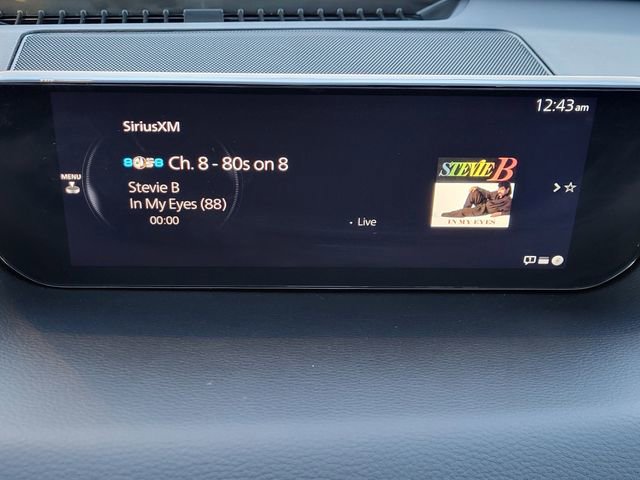 12:43am
SiriusXM
Ch. 8 - 80s on 8
MENU
Stevie B
In My Eyes (88)
00:00
• Live
STEVIE B
IN MY EYES